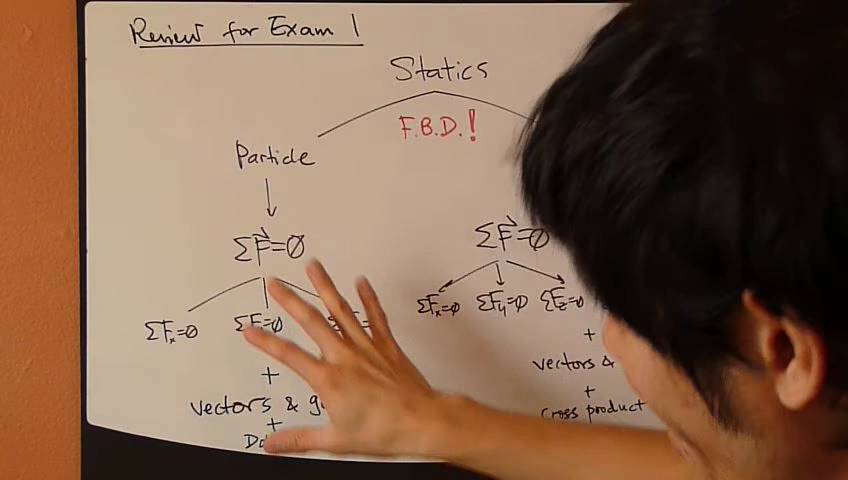 Review for Exam 1
Statics
F.B.D.!
Particle
ΣF⃗=0
ΣF⃗=0
ΣFx=0
ΣFy=0 ΣFz=0
ΣFx=0
+
+
vectors &
vectors &
+
+
cross product